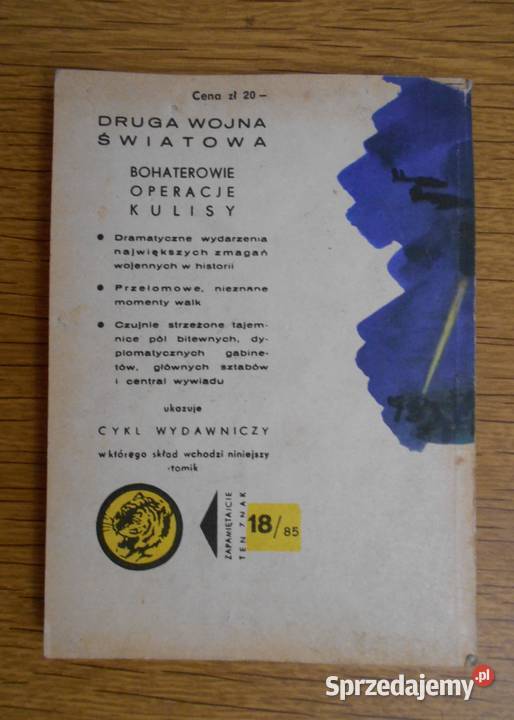 Cena zł 20 –
DRUGA WOJNA
ŚWIATOWA
BOHATEROWIE
OPERACJE
KULISY
• Dramatyczne wydarzenia
największych zmagań
wojennych w historii
• Przełomowe, nieznane
momenty walk
• Czujnie strzeżone tajem-
nice pól bitewnych, dy-
plomatycznych gabine-
tów, głównych sztabów
i central wywiadu
ukazuje
CYKL WYDAWNICZY
w którego skład wchodzi niniejszy
tomik
ZAPAMIĘTAJCIE
TEN ZNAK
18/85
Sprzedajemy.pl